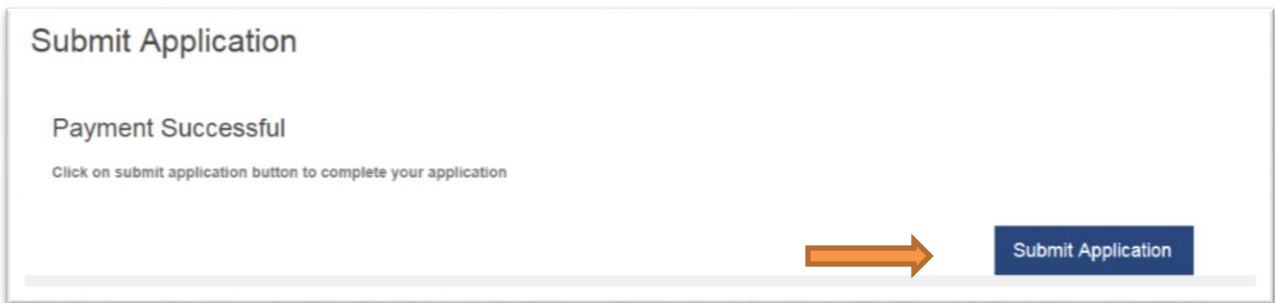 Submit Application
Payment Successful
Click on submit application button to complete your application
Submit Application